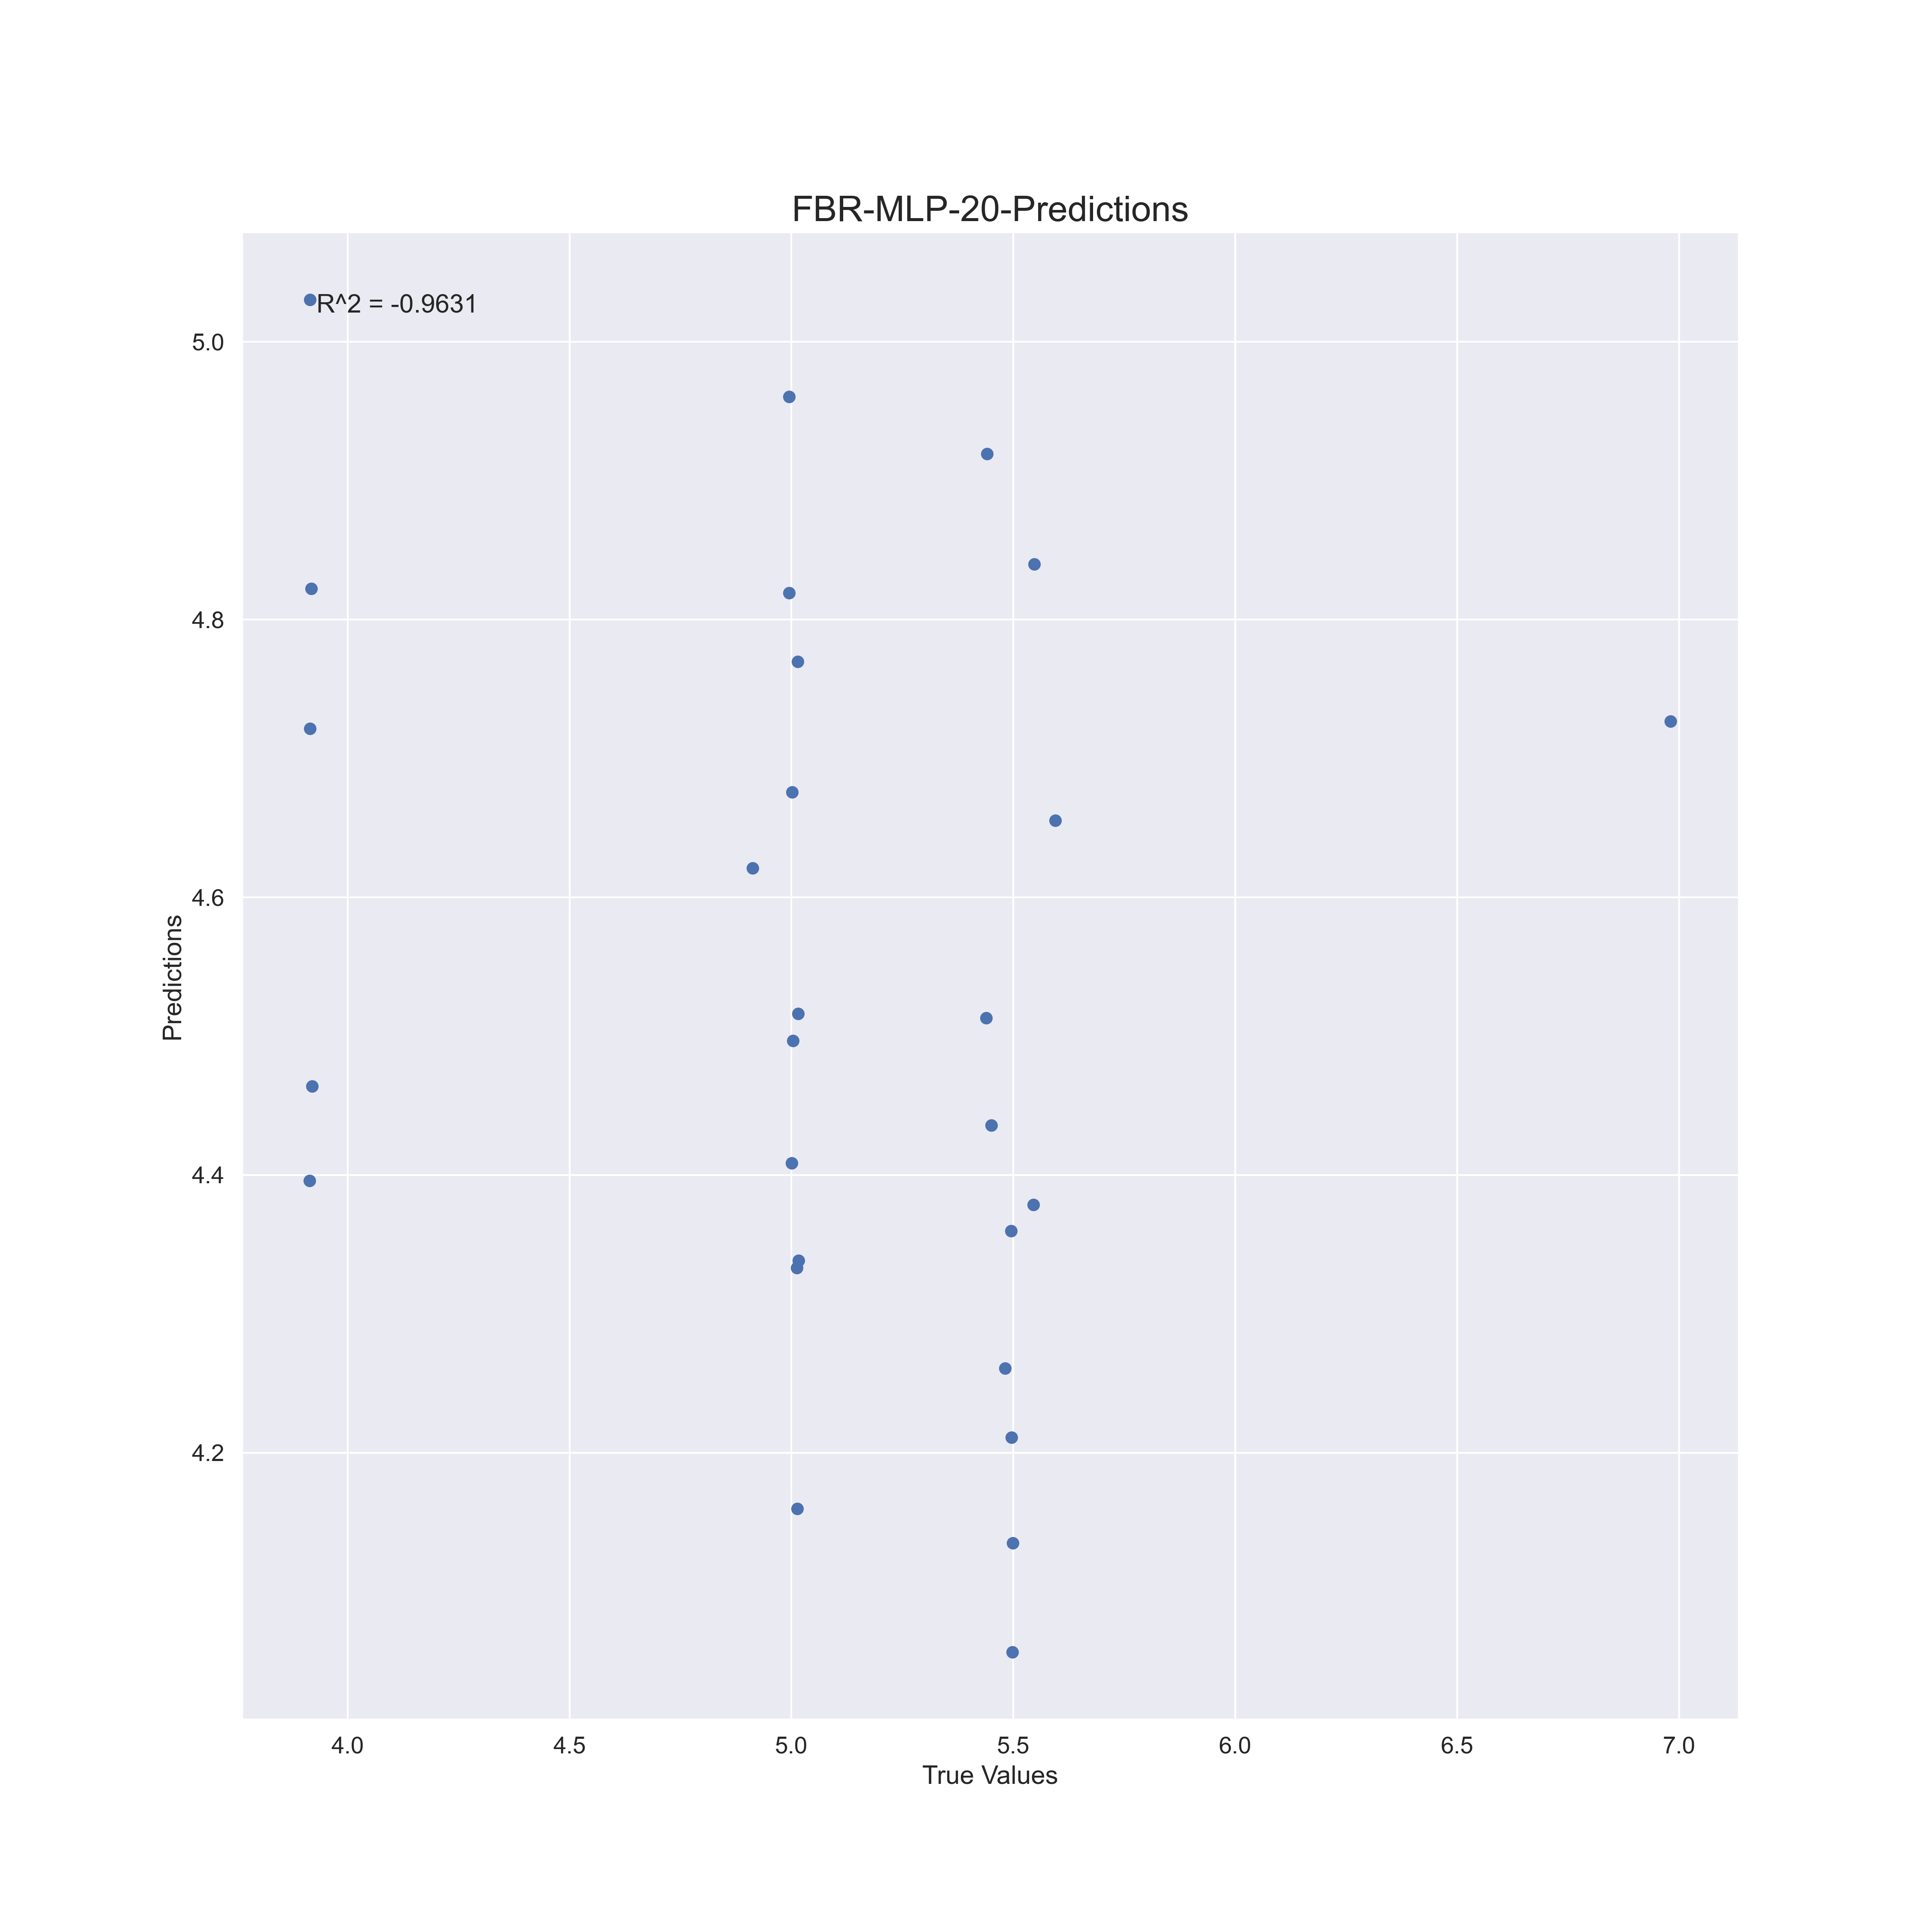 FBR-MLP-20-Predictions
R^2 = -0.9631
5.0
4.8
4.6
4.4
4.2
Predictions
4.0 4.5 5.0 5.5 6.0 6.5 7.0
True Values